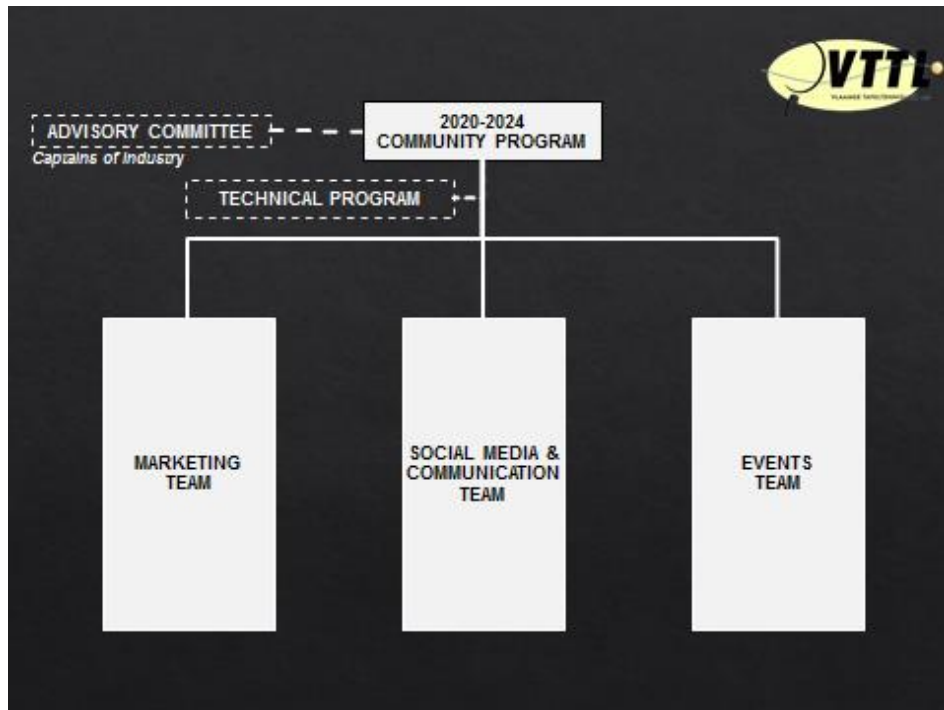 VTTL
2020-2024
COMMUNITY PROGRAM
ADVISORY COMMITTEE
Captains of Industry
TECHNICAL PROGRAM
MARKETING
TEAM
SOCIAL MEDIA &
COMMUNICATION
TEAM
EVENTS
TEAM